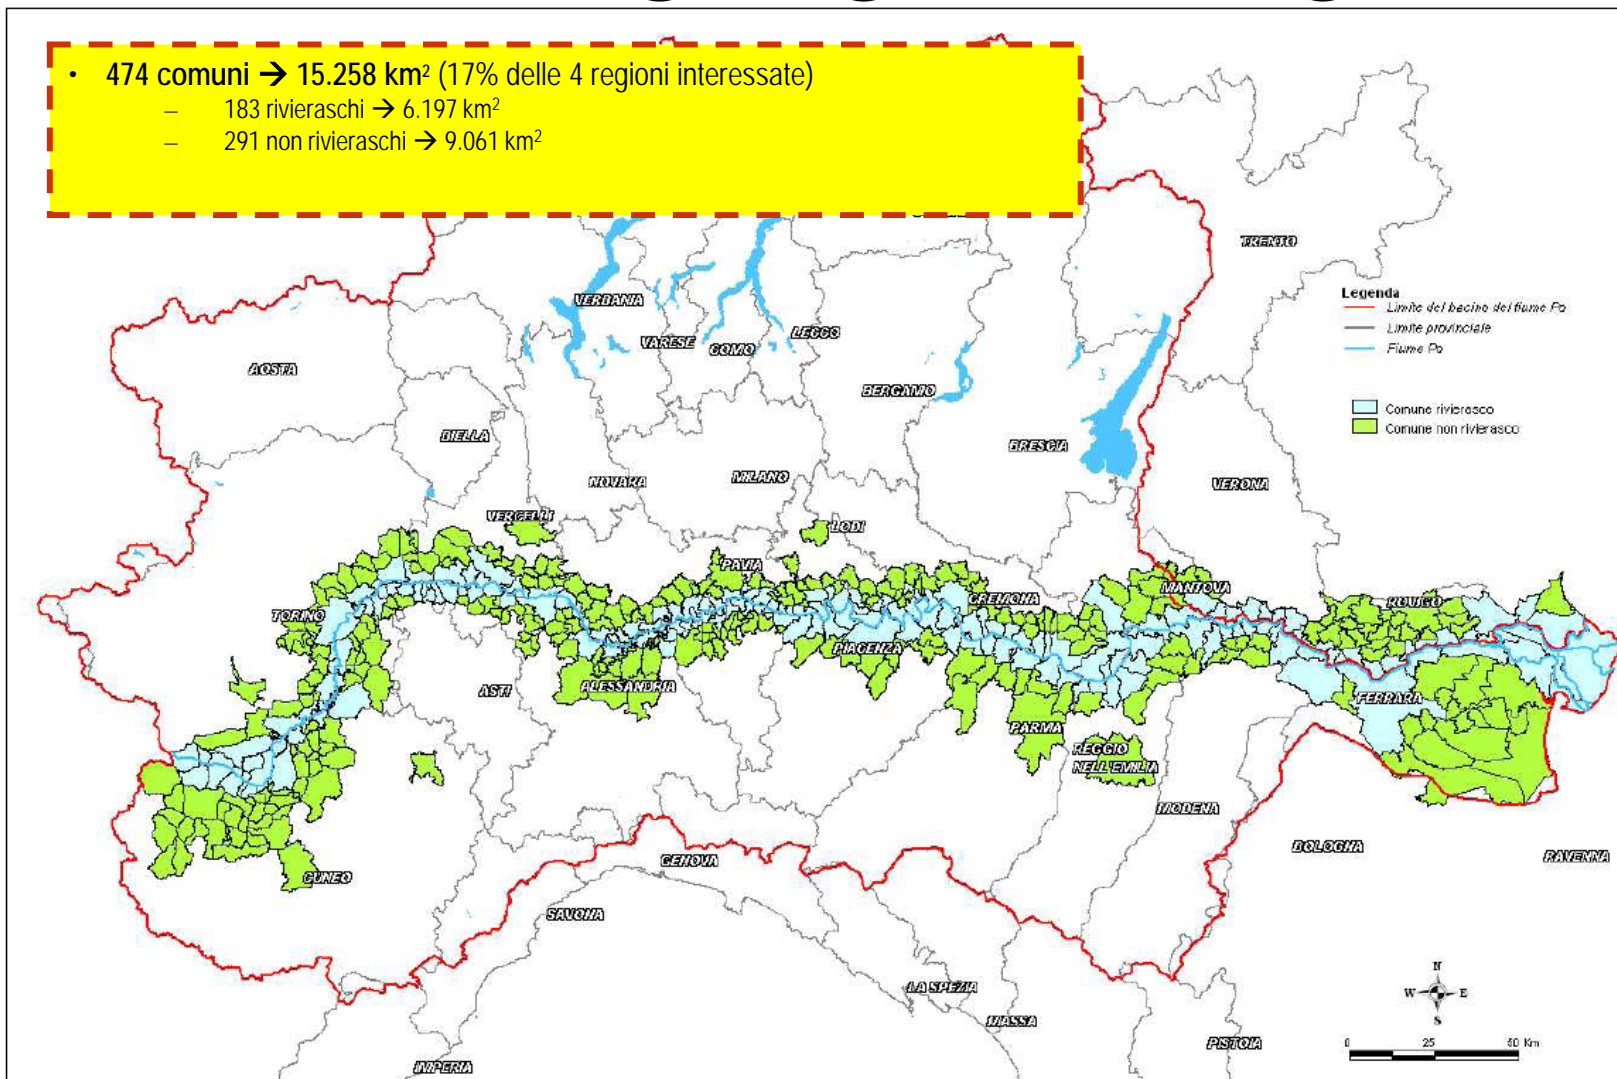 • 474 comuni → 15.258 km² (17% delle 4 regioni interessate)
– 183 rivieraschi → 6.197 km²
– 291 non rivieraschi → 9.061 km²
TRENTO
Legenda
Limite del bacino del fiume Po
Limite provinciale
Fiume Po
Comune rivierasco
Comune non rivierasco
VERBANIA
VARESE
COMO
LECCO
AOSTA
BERGAMO
BIELLA
BRESCIA
NOVARA
MILANO
VERONA
VERCELLI
LODI
PAVIA
MANTOVA
CREMONA
ROVIGO
TORINO
PIACENZA
ASTI
ALESSANDRIA
FERRARA
PARMA
REGGIO
NELL'EMILIA
MODENA
BOLOGNA
RAVENNA
GENOVA
CUNEO
SAVONA
LA SPEZIA
MASSA
PISTOIA
IMPERIA
N
W E
S
0 25 50 Km